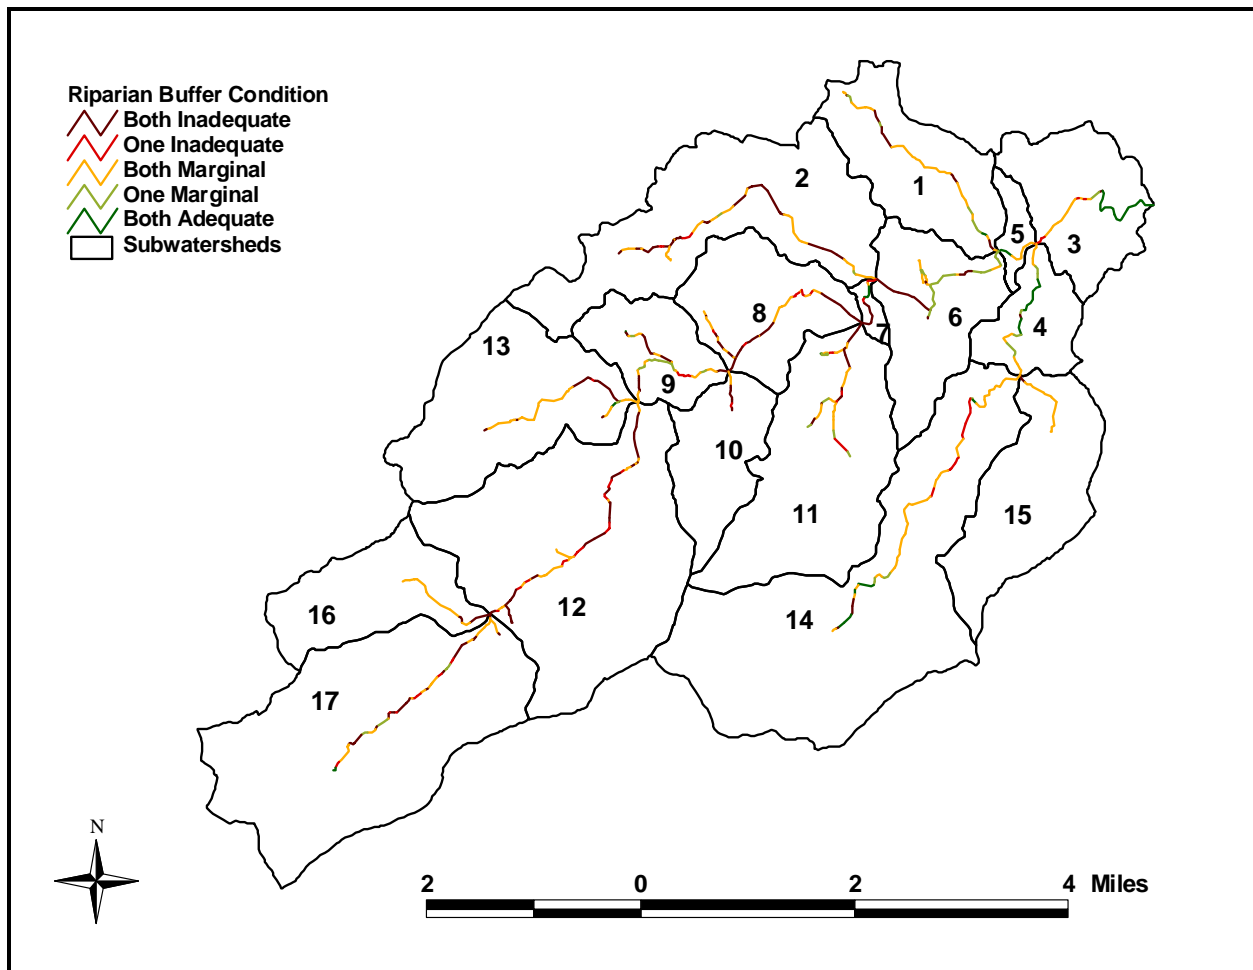 Riparian Buffer Condition
Both Inadequate
One Inadequate
Both Marginal
One Marginal
Both Adequate
Subwatersheds
1
2
3
4
5
6
7
8
9
10
11
12
13
14
15
16
17
N
2 0 2 4 Miles